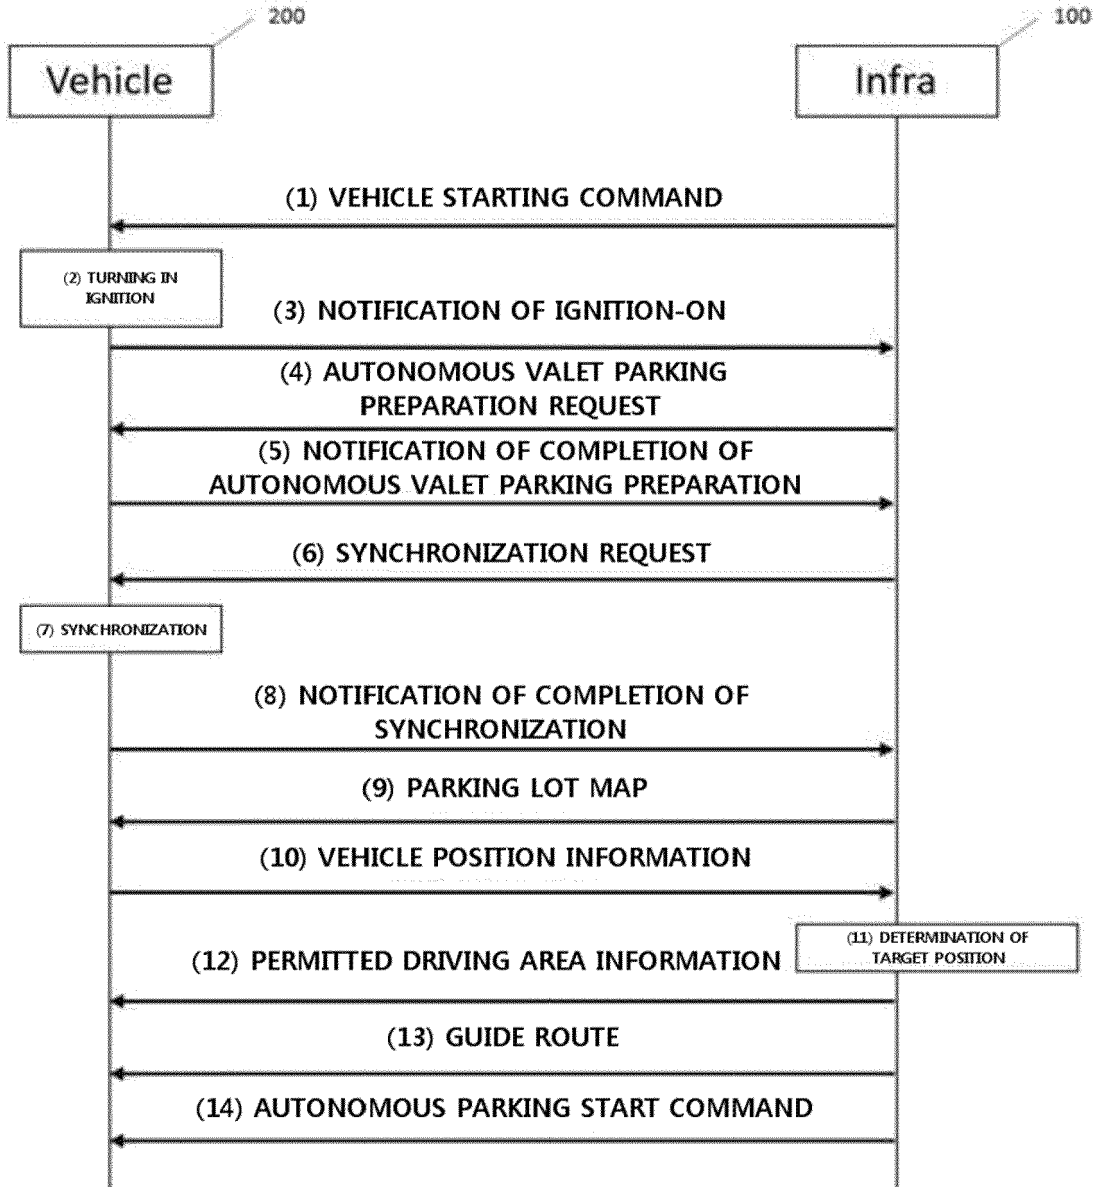 200
100
Vehicle
Infra
(1) VEHICLE STARTING COMMAND
(2) TURNING IN
IGNITION
(3) NOTIFICATION OF IGNITION-ON
(4) AUTONOMOUS VALET PARKING
PREPARATION REQUEST
(5) NOTIFICATION OF COMPLETION OF
AUTONOMOUS VALET PARKING PREPARATION
(6) SYNCHRONIZATION REQUEST
(7) SYNCHRONIZATION
(8) NOTIFICATION OF COMPLETION OF
SYNCHRONIZATION
(9) PARKING LOT MAP
(10) VEHICLE POSITION INFORMATION
(11) DETERMINATION OF
TARGET POSITION
(12) PERMITTED DRIVING AREA INFORMATION
(13) GUIDE ROUTE
(14) AUTONOMOUS PARKING START COMMAND